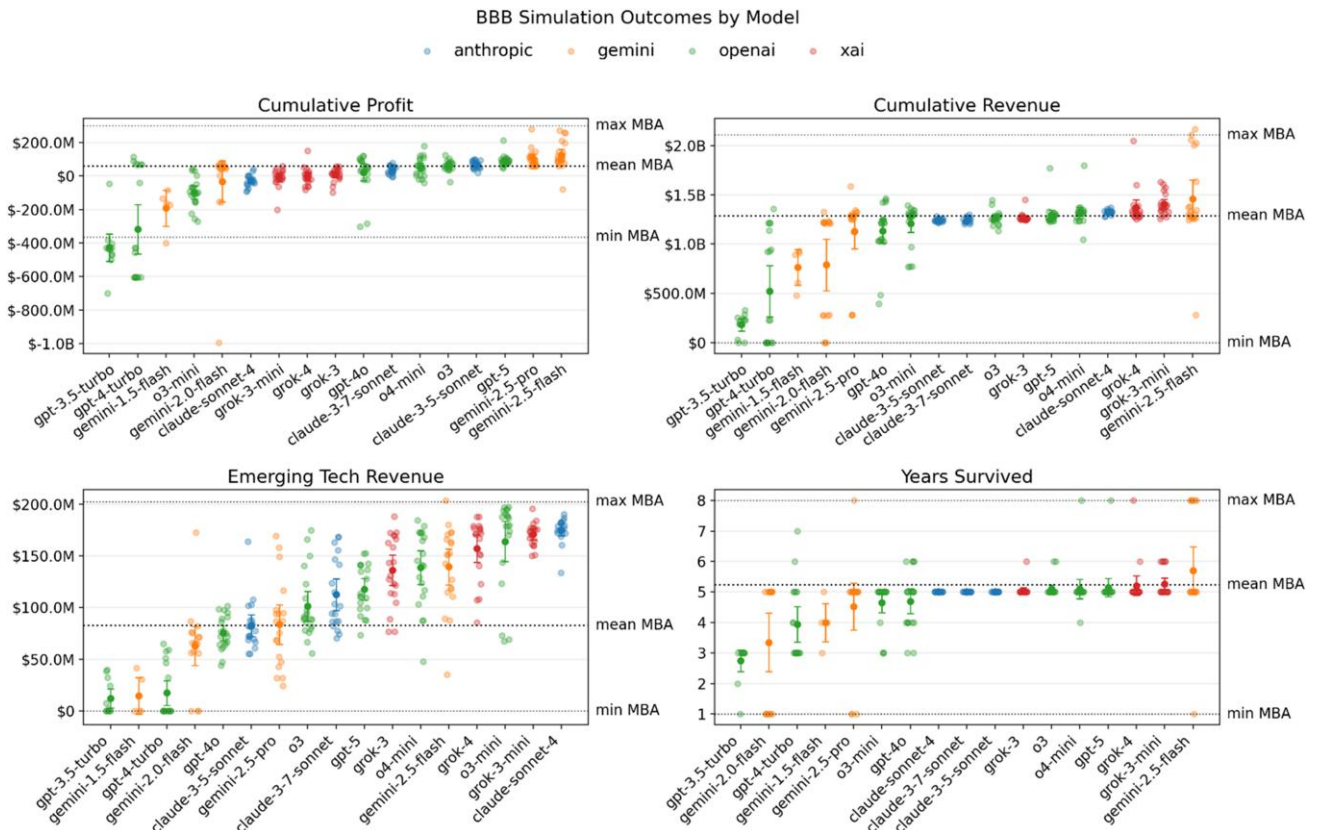 BBB Simulation Outcomes by Model
anthropic gemini openai xai
Cumulative Profit
$200.0M
$0
$-200.0M
$-400.0M
$-600.0M
$-800.0M
$-1.0B
max MBA
mean MBA
min MBA
gpt-3.5-turbo
gpt-4-turbo
gemini-1.5-flash
o3-mini
gemini-2.0-flash
claude-sonnet-4
grok-3-mini
grok-4
grok-3
gpt-4o
claude-3-7-sonnet
o4-mini
o3
claude-3-5-sonnet
gpt-5
gemini-2.5-pro
gemini-2.5-flash
Cumulative Revenue
$2.0B
$1.5B
$1.0B
$500.0M
$0
max MBA
mean MBA
min MBA
gpt-3.5-turbo
gpt-4-turbo
gemini-1.5-flash
gemini-2.0-flash
gemini-2.5-pro
gpt-4o
o3-mini
claude-3-5-sonnet
claude-3-7-sonnet
o3
grok-3
gpt-5
o4-mini
claude-sonnet-4
grok-4
grok-3-mini
gemini-2.5-flash
Emerging Tech Revenue
$200.0M
$150.0M
$100.0M
$50.0M
$0
max MBA
mean MBA
min MBA
gpt-3.5-turbo
gemini-1.5-flash
gpt-4-turbo
gemini-2.0-flash
gpt-4o
claude-3-5-sonnet
gemini-2.5-pro
o3
claude-3-7-sonnet
gpt-5
grok-3
o4-mini
gemini-2.5-flash
grok-4
o3-mini
grok-3-mini
claude-sonnet-4
Years Survived
8
7
6
5
4
3
2
1
max MBA
mean MBA
min MBA
gpt-3.5-turbo
gemini-2.0-flash
gpt-4-turbo
gemini-1.5-flash
gemini-2.5-pro
o3-mini
gpt-4o
claude-sonnet-4
claude-3-7-sonnet
claude-3-5-sonnet
grok-3
o3
o4-mini
gpt-5
grok-4
grok-3-mini
gemini-2.5-flash